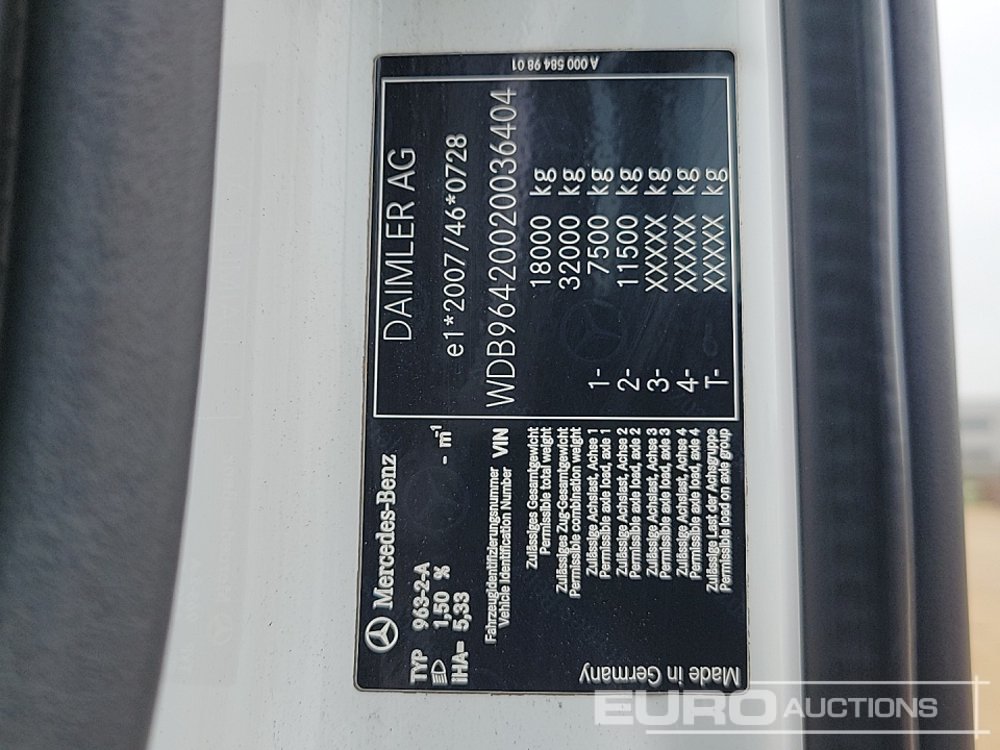 A 000 584 98 01
Mercedes-Benz
TYP 963-2-A
1,50 %
iHA= 5,33
- m-¹
DAIMLER AG
e1*2007/46*0728
Fahrzeugidentifizierungsnummer
Vehicle Identification Number VIN
WDB96420020036404
Zulässiges Gesamtgewicht
Permissible total weight
18000 kg
Zulässiges Zug-Gesamtgewicht
Permissible combination weight
32000 kg
Zulässige Achslast, Achse 1
Permissible axle load, axle 1
1- 7500 kg
Zulässige Achslast, Achse 2
Permissible axle load, axle 2
2- 11500 kg
Zulässige Achslast, Achse 3
Permissible axle load, axle 3
3- XXXXX kg
Zulässige Achslast, Achse 4
Permissible axle load, axle 4
4- XXXXX kg
Zulässige Last der Achsgruppe
Permissible load on axle group
T- XXXXX kg
Made in Germany
EURO AUCTIONS